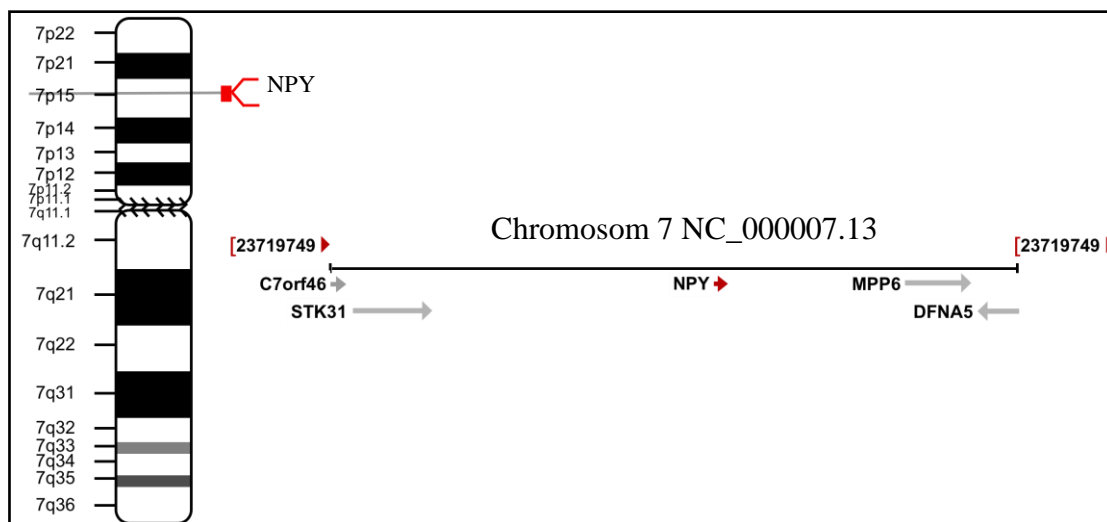 7p22
7p21
NPY
7p15
7p14
7p13
7p12
7p11.2
7p11.1
7q11.1
7q11.2
Chromosom 7 NC_000007.13
[23719749
[23719749
C7orf46
NPY
MPP6
STK31
DFNA5
7q21
7q22
7q31
7q32
7q33
7q34
7q35
7q36